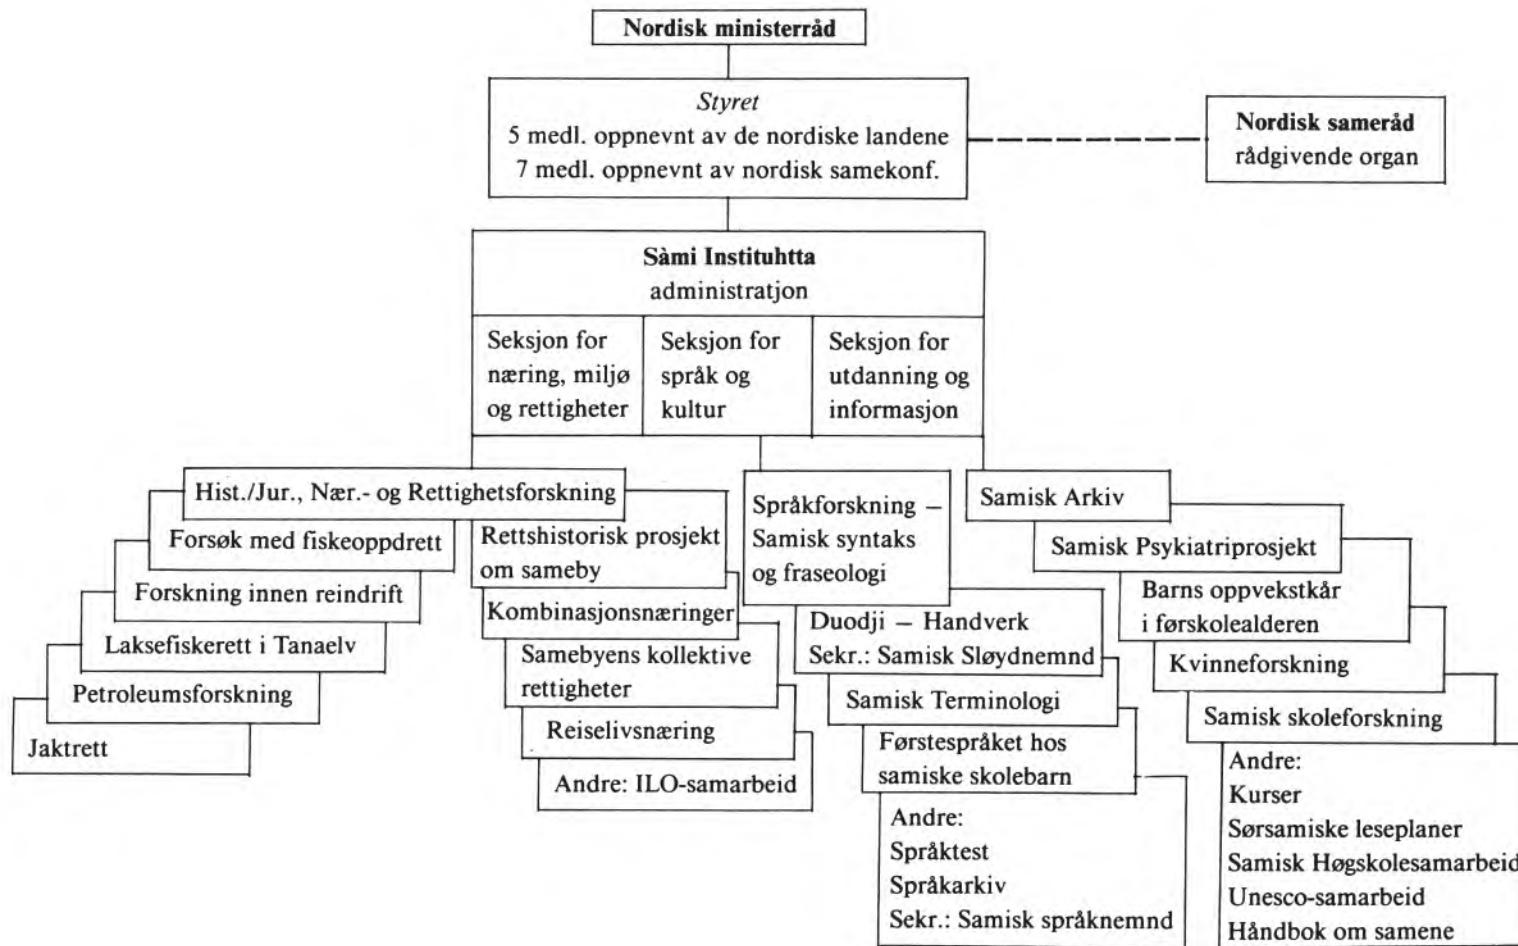 Nordisk ministerråd
Styret
5 medl. oppnevnt av de nordiske landene
7 medl. oppnevnt av nordisk samekonf.
Nordisk sameråd
rådgivende organ
Sàmi Instituhtta
administratjon
Seksjon for
næring, miljø
og rettigheter
Seksjon for
språk og
kultur
Seksjon for
utdanning og
informasjon
Hist./Jur., Nær.- og Rettighetsforskning
Forsøk med fiskeoppdrett
Forskning innen reindrift
Laksefiskerett i Tanaelv
Petroleumsforskning
Jaktrett
Rettshistorisk prosjekt
om sameby
Kombinasjonsnæringer
Samebyens kollektive
rettigheter
Reiselivsnæring
Andre: ILO-samarbeid
Språkforskning –
Samisk syntaks
og fraseologi
Duodji – Handverk
Sekr.: Samisk Sløydnemnd
Samisk Terminologi
Førstespråket hos
samiske skolebarn
Andre:
Språktest
Språkarkiv
Sekr.: Samisk språknemnd
Samisk Arkiv
Samisk Psykiatriprosjekt
Barns oppvekstkår
i førskolealderen
Kvinneforskning
Samisk skoleforskning
Andre:
Kurser
Sørsamiske leseplaner
Samisk Høgskolesamarbeid
Unesco-samarbeid
Håndbok om samene